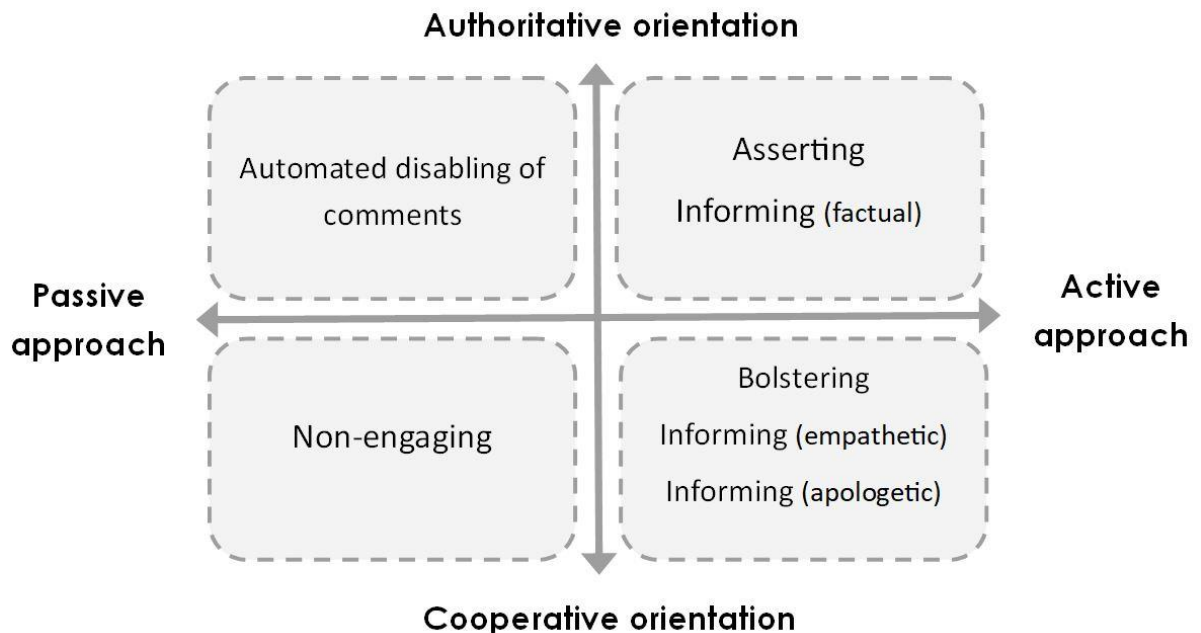 Authoritative orientation
Automated disabling of
comments
Asserting
Informing (factual)
Passive
approach
Active
approach
Non-engaging
Bolstering
Informing (empathetic)
Informing (apologetic)
Cooperative orientation